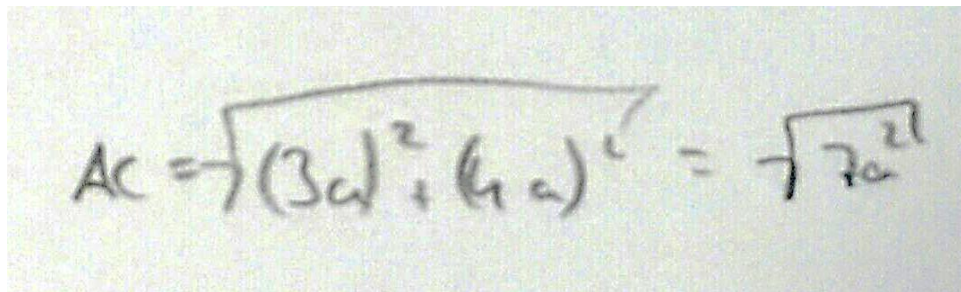 AC = √((3a)² + (4a)²) = √(7a²)